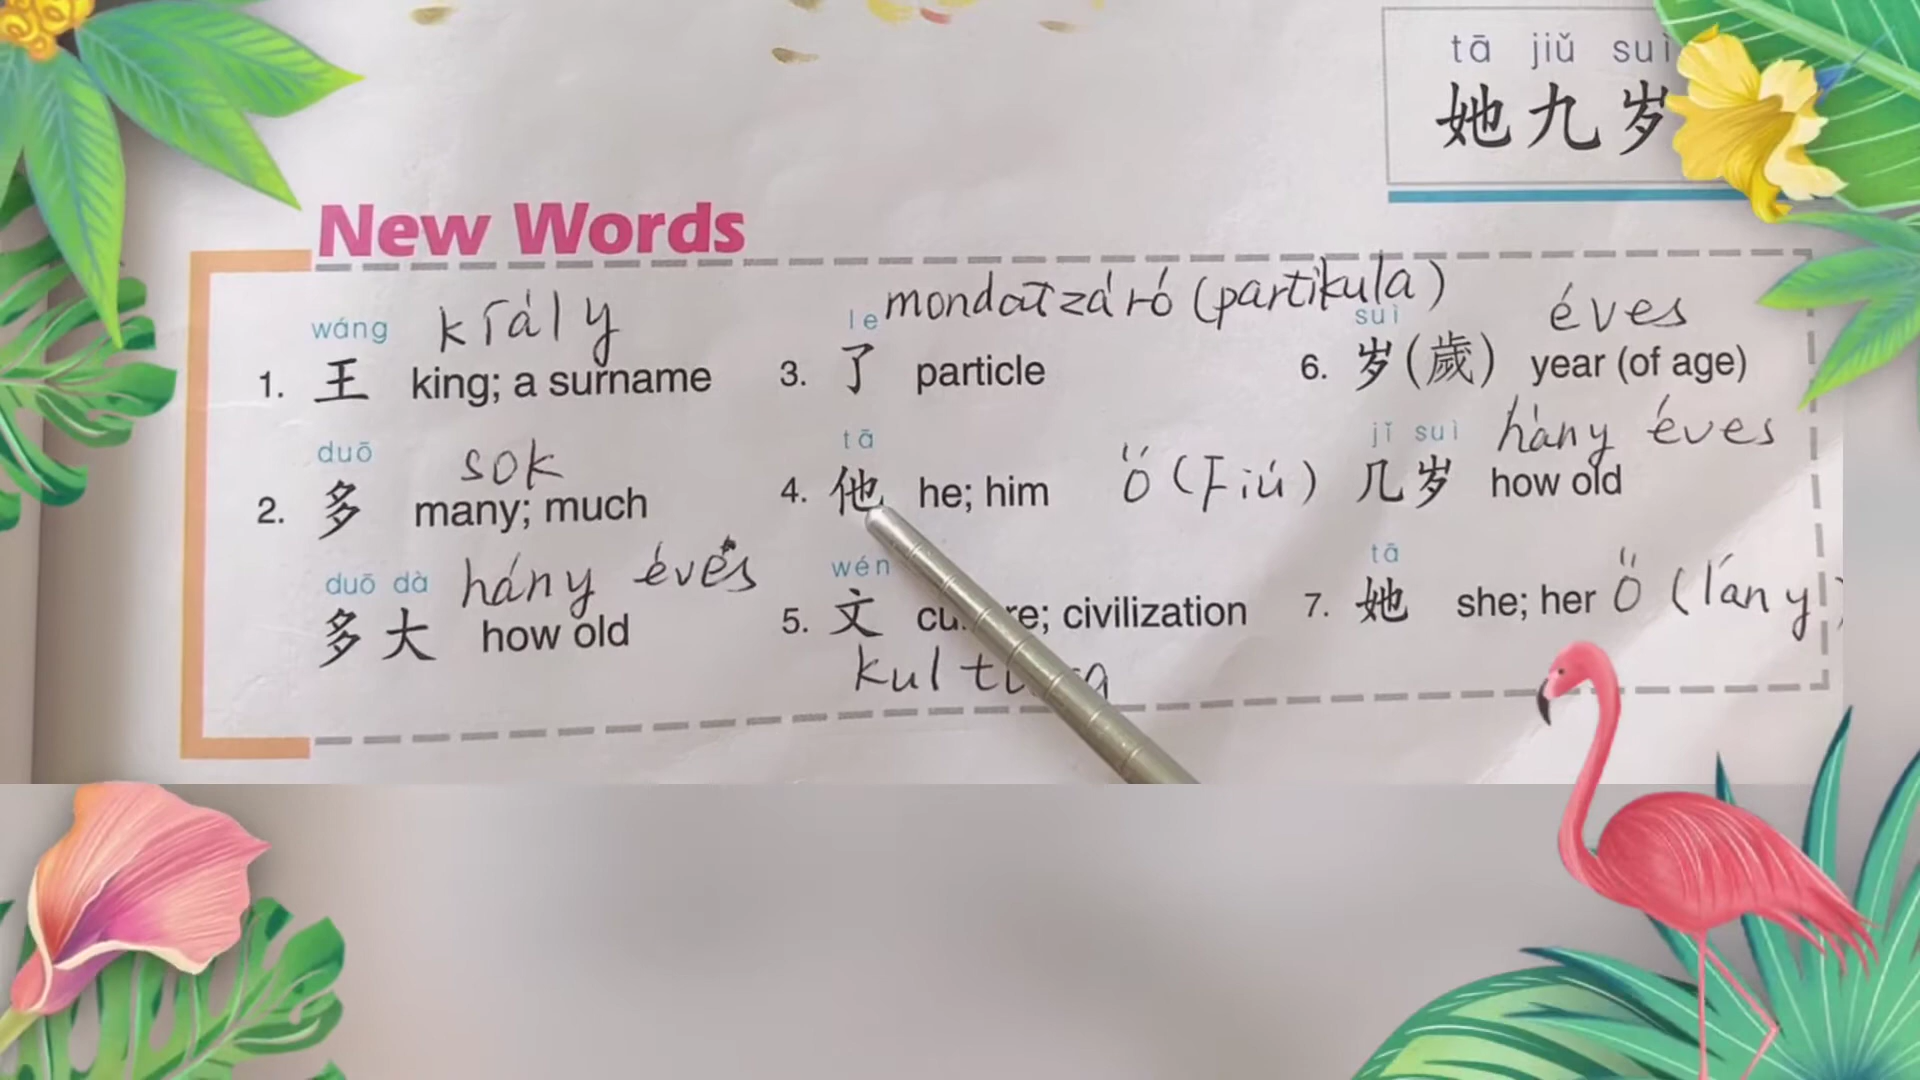 tā jiǔ suì
她九岁
New Words
wáng király
1. 王 king; a surname
duō sok
2. 多 many; much
duō dà hány éves
多大 how old
le mondatzáró (partikula)
3. 了 particle
tā
4. 他 he; him ő (Fiú)
wén
5. 文 civilization
suì éves
6. 岁(歲) year (of age)
jǐ suì hány éves
几岁 how old
tā
7. 她 she; her ő (lány)